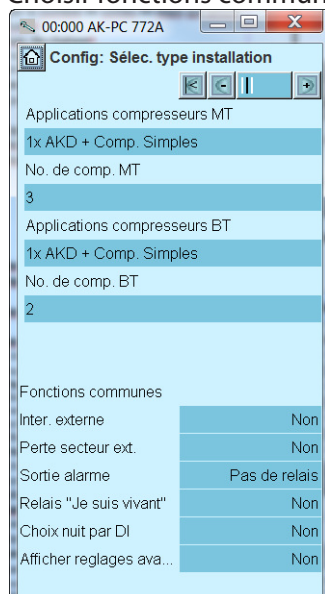 Choisir fonctions commun
00:000 AK-PC 772A
Config: Sélec. type installation
Applications compresseurs MT
1x AKD + Comp. Simples
No. de comp. MT
3
Applications compresseurs BT
1x AKD + Comp. Simples
No. de comp. BT
2
Fonctions communes
Inter. externe Non
Perte secteur ext. Non
Sortie alarme Pas de relais
Relais "Je suis vivant" Non
Choix nuit par DI Non
Afficher reglages ava... Non